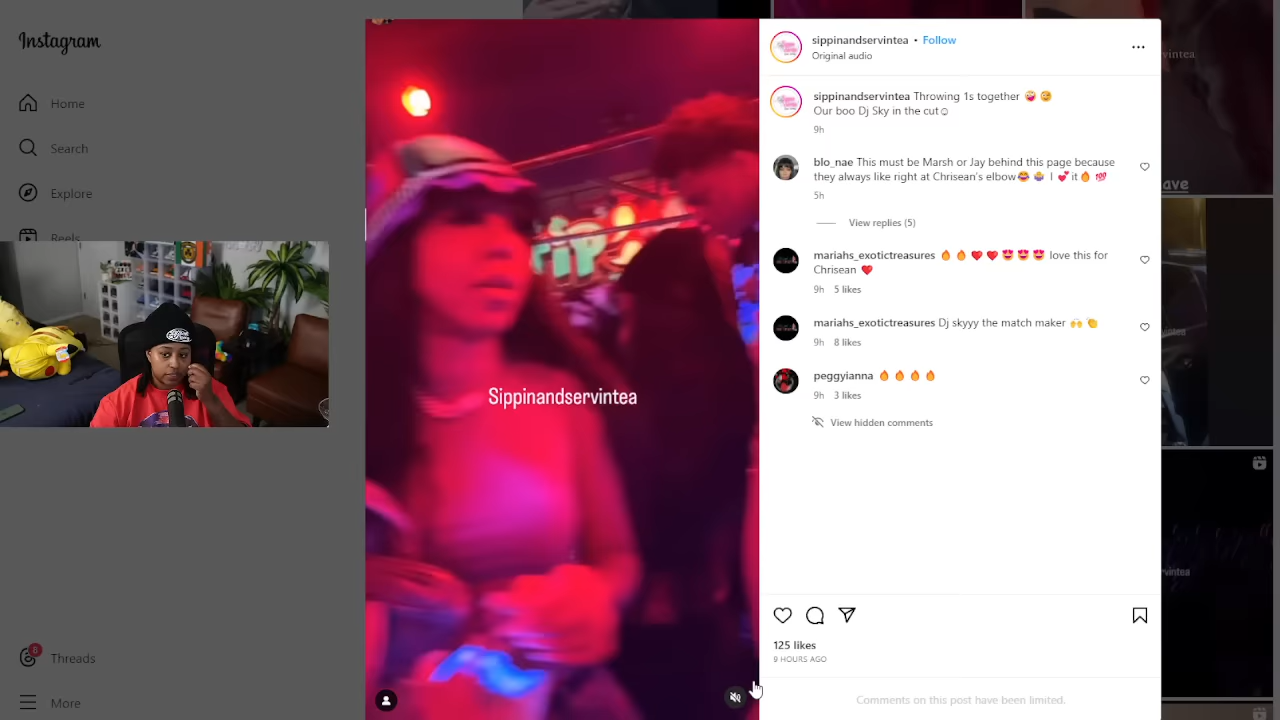 Instagram
Home
Search
Explore
Reels
Threads
8
More
Sippinandservintea
sippinandservintea • Follow
Original audio
sippinandservintea Throwing 1s together 🤪 😏
Our boo Dj Sky in the cut☺
9h
blo_nae This must be Marsh or Jay behind this page because
they always like right at Chrisean's elbow😂 🤷 I 💕it🔥 💯
5h
View replies (5)
mariahs_exotictreasures 🔥 🔥 ❤️ ❤️ 😍 😍 😍 love this for
Chrisean ❤️
9h 5 likes
mariahs_exotictreasures Dj skyyy the match maker 🙌 👏
9h 8 likes
peggyianna 🔥 🔥 🔥 🔥
9h 3 likes
View hidden comments
125 likes
9 HOURS AGO
Comments on this post have been limited.